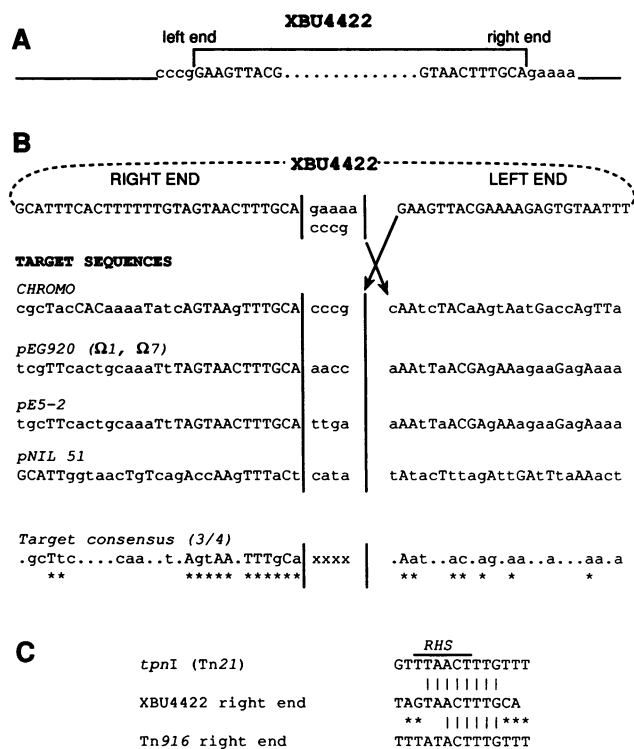 XBU4422
A
left end
right end
cccgGAAGTTACG..............GTAACTTTGCAgaaaa
B
XBU4422
RIGHT END
LEFT END
GCATTTCACTTTTTTGTAGTAACTTTGCA gaaaa GAAGTTACGAAAAGAGTGTAATTT
cccg
TARGET SEQUENCES
CHROMO
cgcTacCACaaaaTatcAGTAAgTTTGCA cccg cAAtcTACAaAgtAatGaccAgtTa
pEG920 (Ω1, Ω7)
tcgTTcactgcaaaTtTAGTAACTTTGCA aacc aAAtTaACGAgAAagaaGagAaaa
pE5-2
tgcTTcactgcaaaTtTAGTAACTTTGCA ttga aAAtTaACGAgAAagaaGagAaaa
pNIL 51
GCATTggtaacTgTcagAccAAgTTTaCt cata tAtacTttagAttGAtTtaAAact
Target consensus (3/4)
.gcTtc....caa..t.AgtAA.TTTgCa xxxx .Aat..ac.ag.aa..a...aa.a
** ***** ****** ** ** * * *
C
RHS
tpnI (Tn21) GTTTAACTTTGTTT
XBU4422 right end TAGTAACTTTGCA
** ***
Tn916 right end TTTATACTTTGTTT